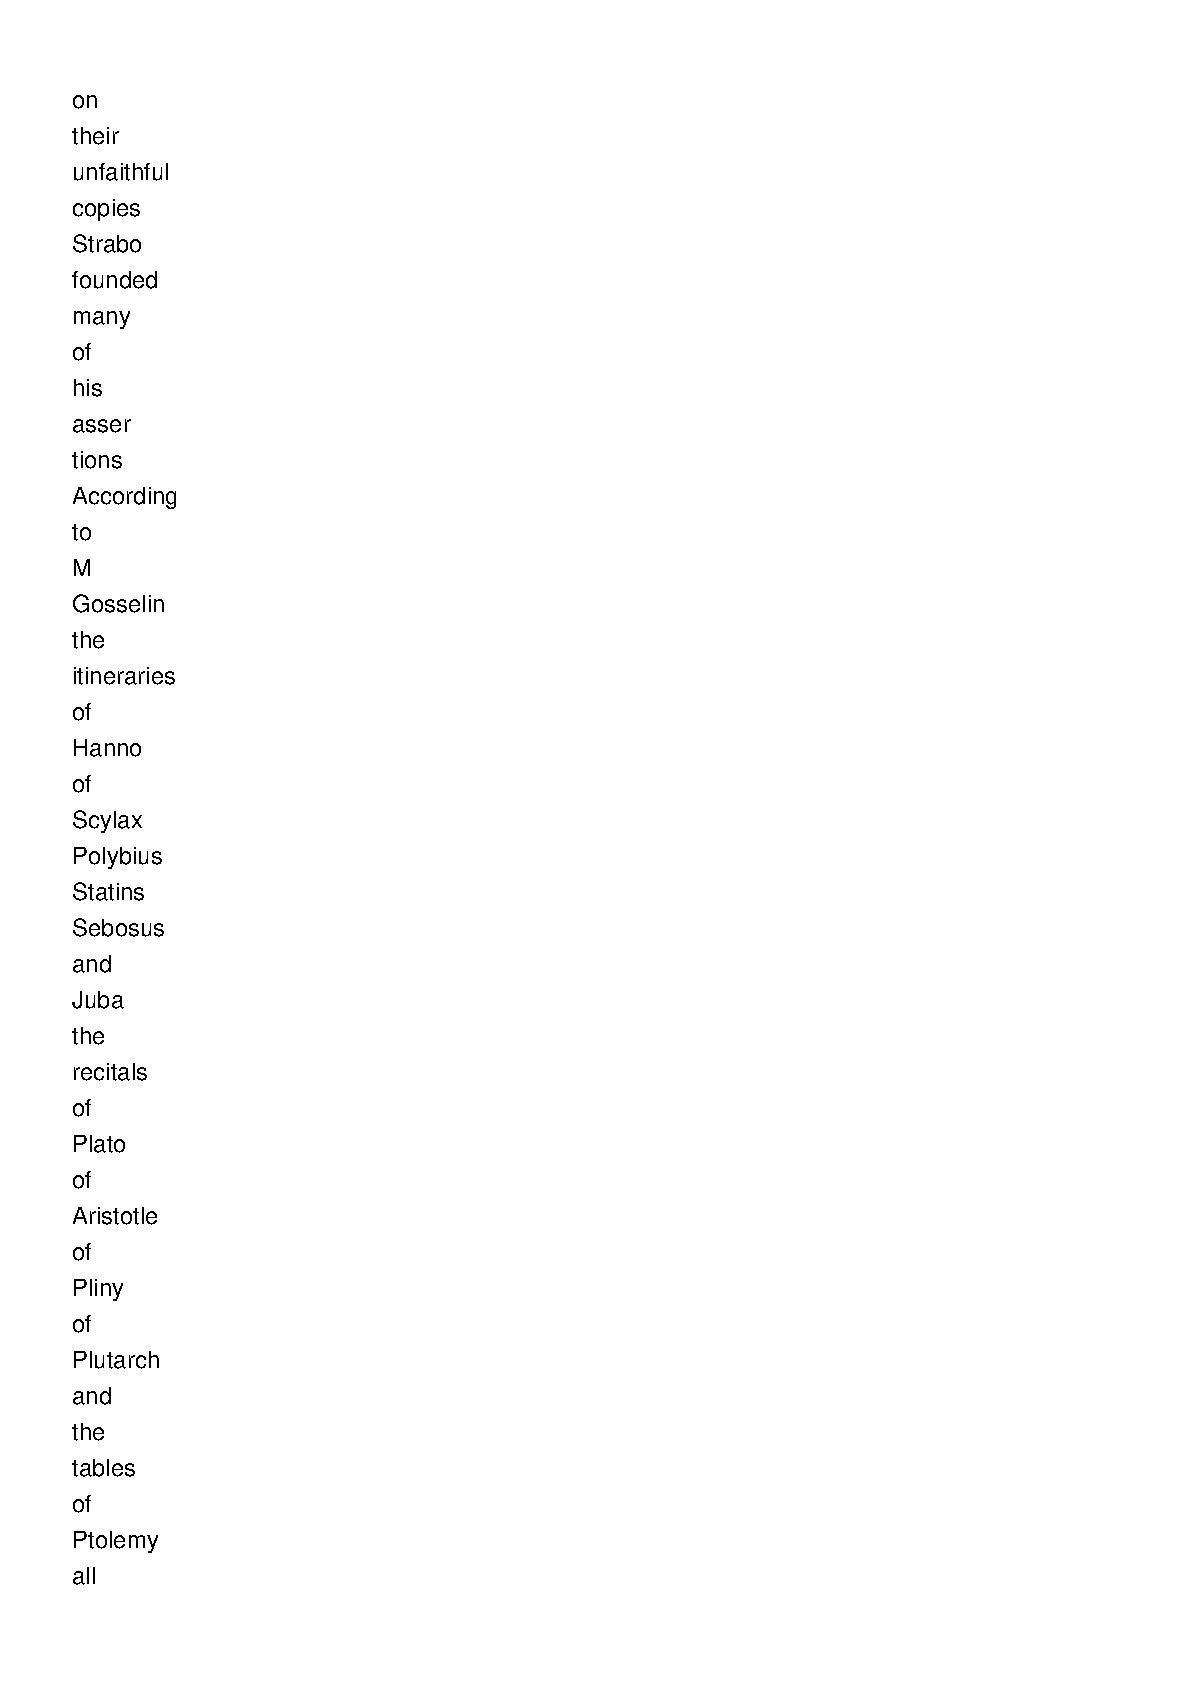 on
their
unfaithful
copies
Strabo
founded
many
of
his
asser
tions
According
to
M
Gosselin
the
itineraries
of
Hanno
of
Scylax
Polybius
Statins
Sebosus
and
Juba
the
recitals
of
Plato
of
Aristotle
of
Pliny
of
Plutarch
and
the
tables
of
Ptolemy
all